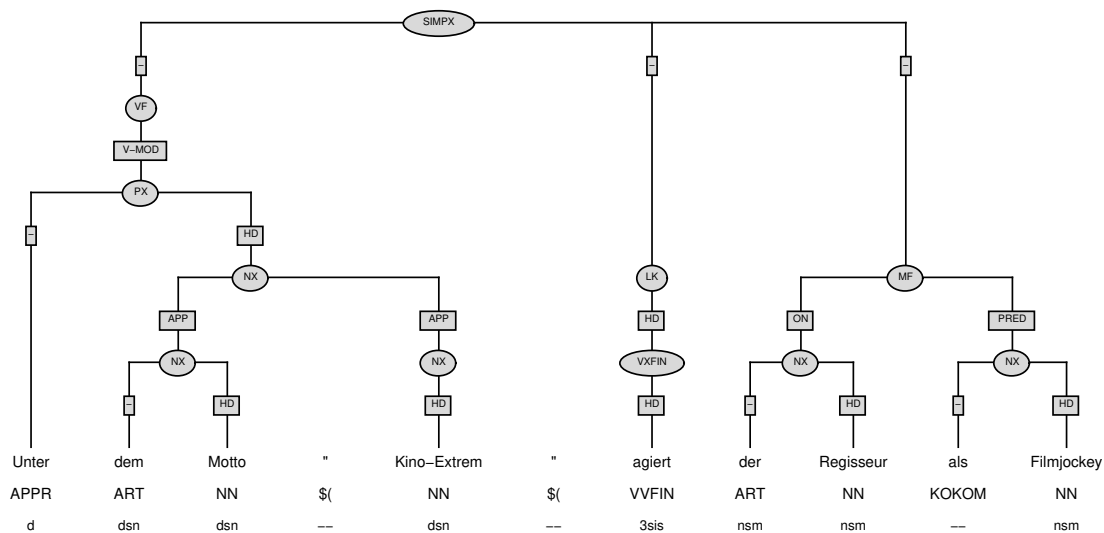 SIMPX
– – –
VF
V–MOD
PX
– HD
NX LK MF
APP APP HD ON PRED
NX NX VXFIN NX NX
– HD HD HD – HD – HD
Unter dem Motto " Kino–Extrem " agiert der Regisseur als Filmjockey
APPR ART NN $( NN $( VVFIN ART NN KOKOM NN
d dsn dsn –– dsn –– 3sis nsm nsm –– nsm